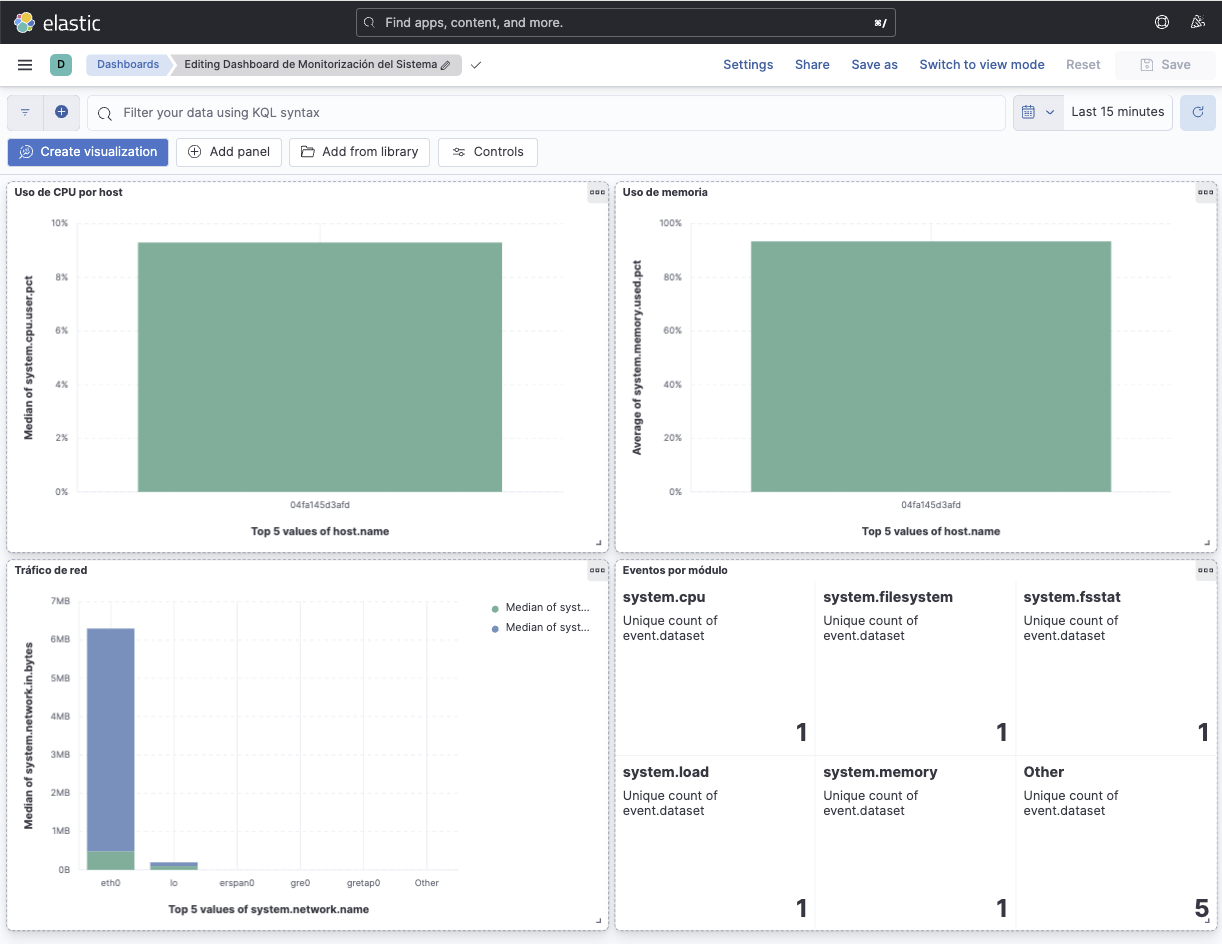 elastic
Find apps, content, and more.
⌘/
D
Dashboards
Editing Dashboard de Monitorización del Sistema
Settings
Share
Save as
Switch to view mode
Reset
Save
Filter your data using KQL syntax
Last 15 minutes
Create visualization
Add panel
Add from library
Controls
Uso de CPU por host
10%
8%
6%
4%
2%
0%
Median of system.cpu.user.pct
04fa145d3afd
Top 5 values of host.name
Uso de memoria
100%
80%
60%
40%
20%
0%
Average of system.memory.used.pct
04fa145d3afd
Top 5 values of host.name
Tráfico de red
7MB
6MB
5MB
4MB
3MB
2MB
1MB
0B
Median of system.network.in.bytes
eth0
lo
erspan0
gre0
gretap0
Other
Top 5 values of system.network.name
Median of syst...
Median of syst...
Eventos por módulo
system.cpu
Unique count of
event.dataset
1
system.filesystem
Unique count of
event.dataset
1
system.fsstat
Unique count of
event.dataset
1
system.load
Unique count of
event.dataset
1
system.memory
Unique count of
event.dataset
1
Other
Unique count of
event.dataset
5